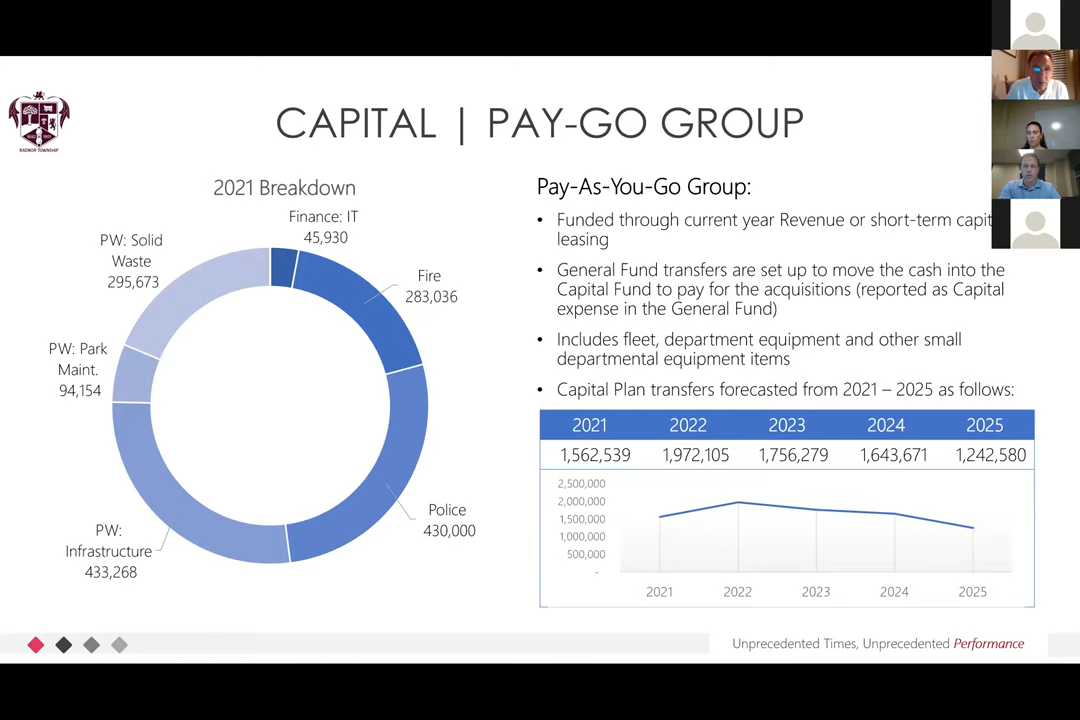 CAPITAL | PAY-GO GROUP
RADNOR TOWNSHIP
2021 Breakdown
Finance: IT
45,930
Fire
283,036
Police
430,000
PW:
Infrastructure
433,268
PW: Park
Maint.
94,154
PW: Solid
Waste
295,673
Pay-As-You-Go Group:
• Funded through current year Revenue or short-term capit
leasing
• General Fund transfers are set up to move the cash into the
Capital Fund to pay for the acquisitions (reported as Capital
expense in the General Fund)
• Includes fleet, department equipment and other small
departmental equipment items
• Capital Plan transfers forecasted from 2021 – 2025 as follows:
2021 2022 2023 2024 2025
1,562,539 1,972,105 1,756,279 1,643,671 1,242,580
2,500,000
2,000,000
1,500,000
1,000,000
500,000
-
2021 2022 2023 2024 2025
Unprecedented Times, Unprecedented Performance